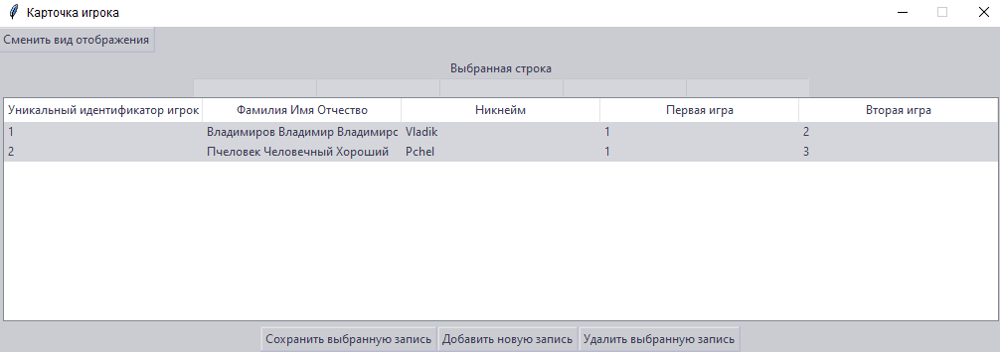 Карточка игрока
Сменить вид отображения
Выбранная строка
Уникальный идентификатор игрок Фамилия Имя Отчество Никнейм Первая игра Вторая игра
1 Владимиров Владимир Владимирс Vladik 1 2
2 Пчеловек Человечный Хороший Pchel 1 3
Сохранить выбранную запись Добавить новую запись Удалить выбранную запись